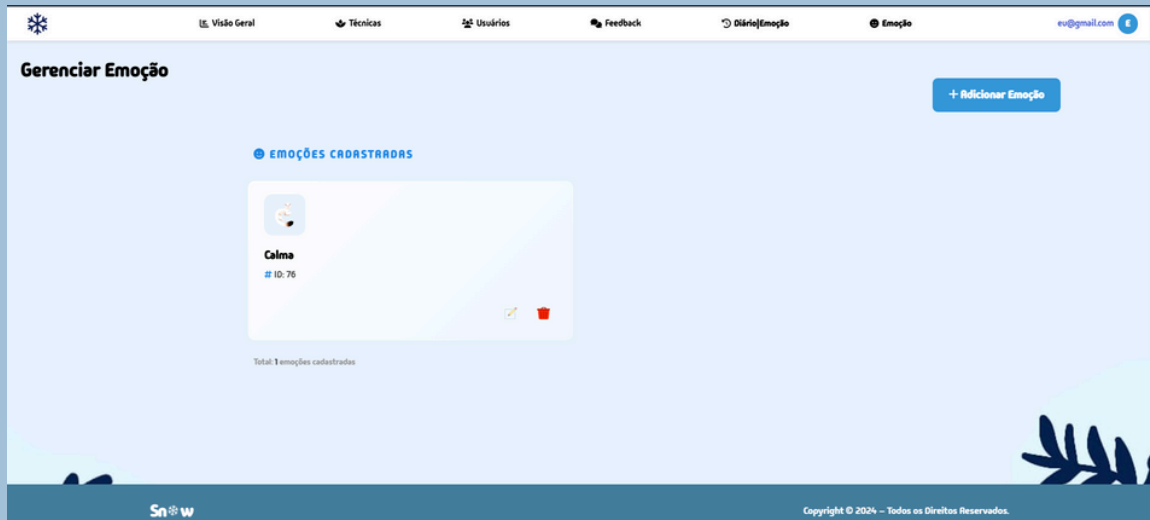 Visão Geral
Técnicas
Usuários
Feedback
Diário|Emoção
Emoção
eu@gmail.com
E
Gerenciar Emoção
+ Adicionar Emoção
EMOÇÕES CADASTRADAS
Calma
# ID: 76
Total: 1 emoções cadastradas
Snow
Copyright © 2024 – Todos os Direitos Reservados.